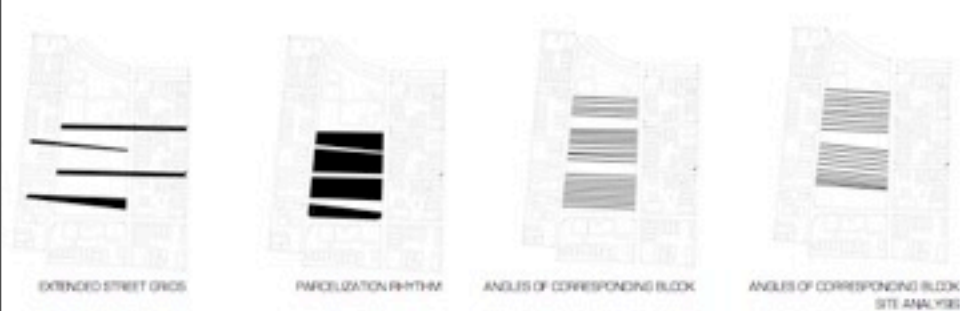 EXTENDED STREET GRIDS
PARCELIZATION RHYTHM
ANGLES OF CORRESPONDING BLOCK
ANGLES OF CORRESPONDING BLOCK
SITE ANALYSIS